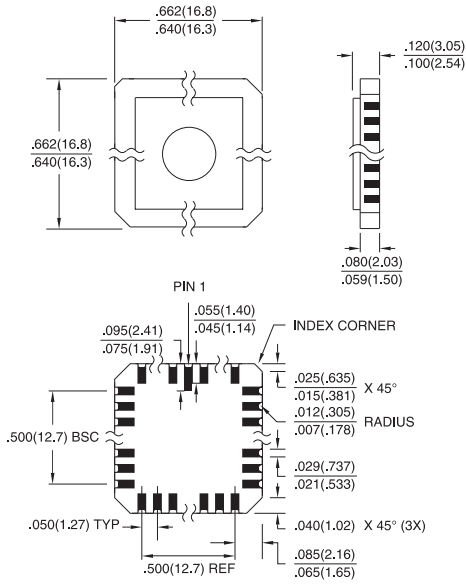 .662(16.8)
.640(16.3)
.120(3.05)
.100(2.54)
.662(16.8)
.640(16.3)
.080(2.03)
.059(1.50)
PIN 1
.055(1.40)
.045(1.14)
.095(2.41)
.075(1.91)
INDEX CORNER
.025(.635)
.015(.381)
X 45°
.012(.305)
.007(.178)
RADIUS
.500(12.7) BSC
.029(.737)
.021(.533)
.050(1.27) TYP
.040(1.02) X 45° (3X)
.500(12.7) REF
.085(2.16)
.065(1.65)